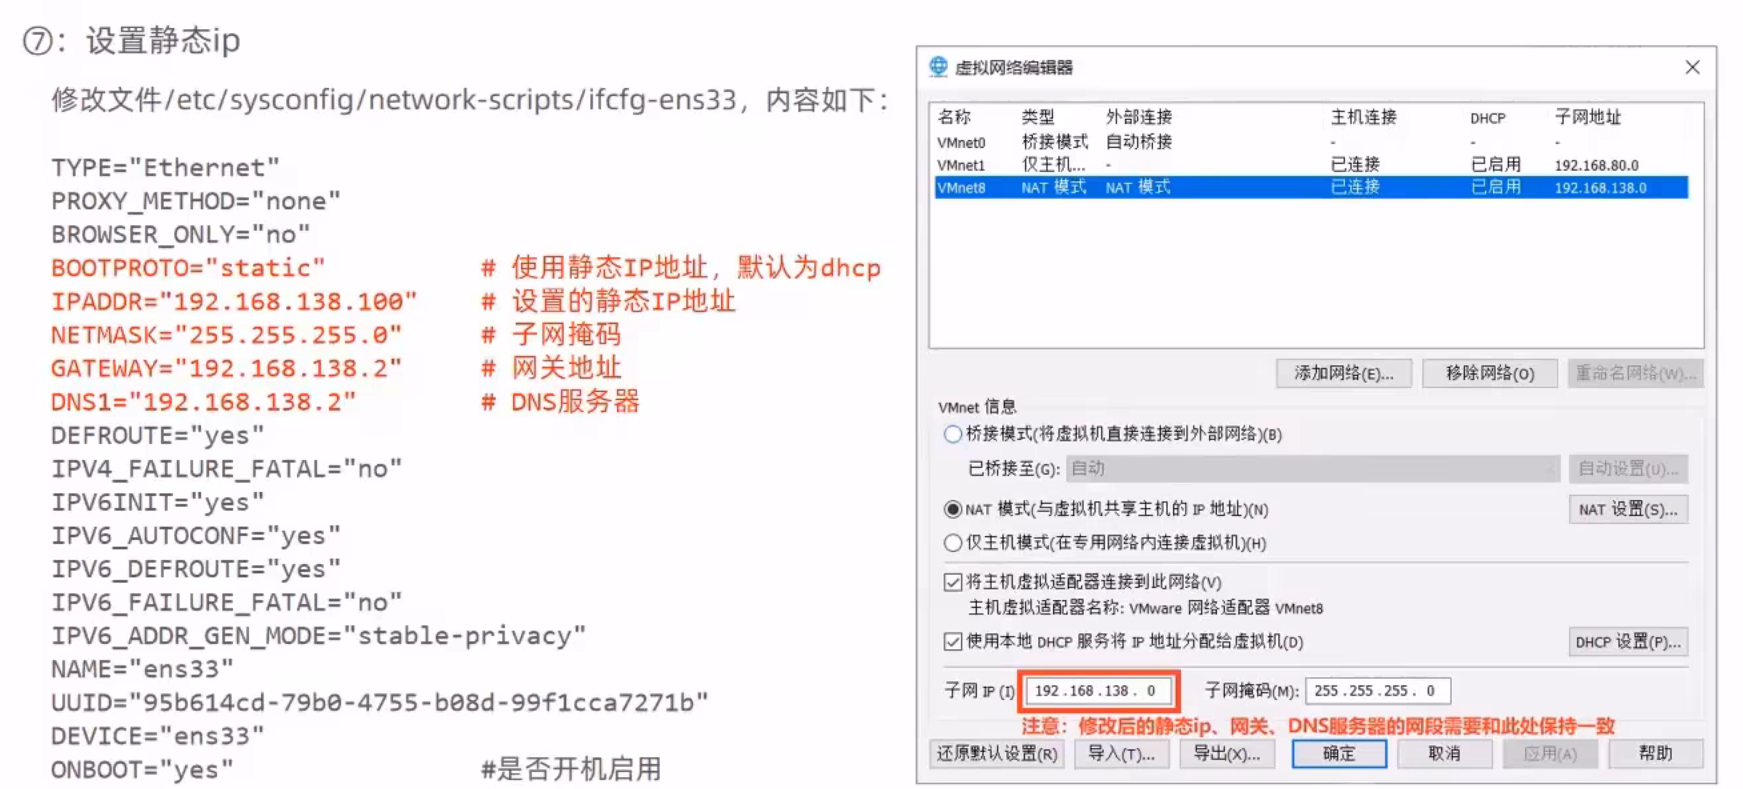 ⑦：设置静态ip
修改文件/etc/sysconfig/network-scripts/ifcfg-ens33，内容如下：
TYPE="Ethernet"
PROXY_METHOD="none"
BROWSER_ONLY="no"
BOOTPROTO="static" # 使用静态IP地址，默认为dhcp
IPADDR="192.168.138.100" # 设置的静态IP地址
NETMASK="255.255.255.0" # 子网掩码
GATEWAY="192.168.138.2" # 网关地址
DNS1="192.168.138.2" # DNS服务器
DEFROUTE="yes"
IPV4_FAILURE_FATAL="no"
IPV6INIT="yes"
IPV6_AUTOCONF="yes"
IPV6_DEFROUTE="yes"
IPV6_FAILURE_FATAL="no"
IPV6_ADDR_GEN_MODE="stable-privacy"
NAME="ens33"
UUID="95b614cd-79b0-4755-b08d-99f1cca7271b"
DEVICE="ens33"
ONBOOT="yes" #是否开机启用
虚拟网络编辑器
名称 类型 外部连接 主机连接 DHCP 子网地址
VMnet0 桥接模式 自动桥接 - - -
VMnet1 仅主机... - 已连接 已启用 192.168.80.0
VMnet8 NAT 模式 NAT 模式 已连接 已启用 192.168.138.0
添加网络(E)... 移除网络(O) 重命名网络(W)...
VMnet 信息
桥接模式(将虚拟机直接连接到外部网络)(B)
已桥接至(G): 自动 自动设置(U)...
NAT 模式(与虚拟机共享主机的 IP 地址)(N) NAT 设置(S)...
仅主机模式(在专用网络内连接虚拟机)(H)
将主机虚拟适配器连接到此网络(V)
主机虚拟适配器名称: VMware 网络适配器 VMnet8
使用本地 DHCP 服务将 IP 地址分配给虚拟机(D) DHCP 设置(P)...
子网 IP (I) 192.168.138. 0 子网掩码(M): 255.255.255. 0
注意：修改后的静态ip、网关、DNS服务器的网段需要和此处保持一致
还原默认设置(R) 导入(T)... 导出(X)... 确定 取消 应用(A) 帮助